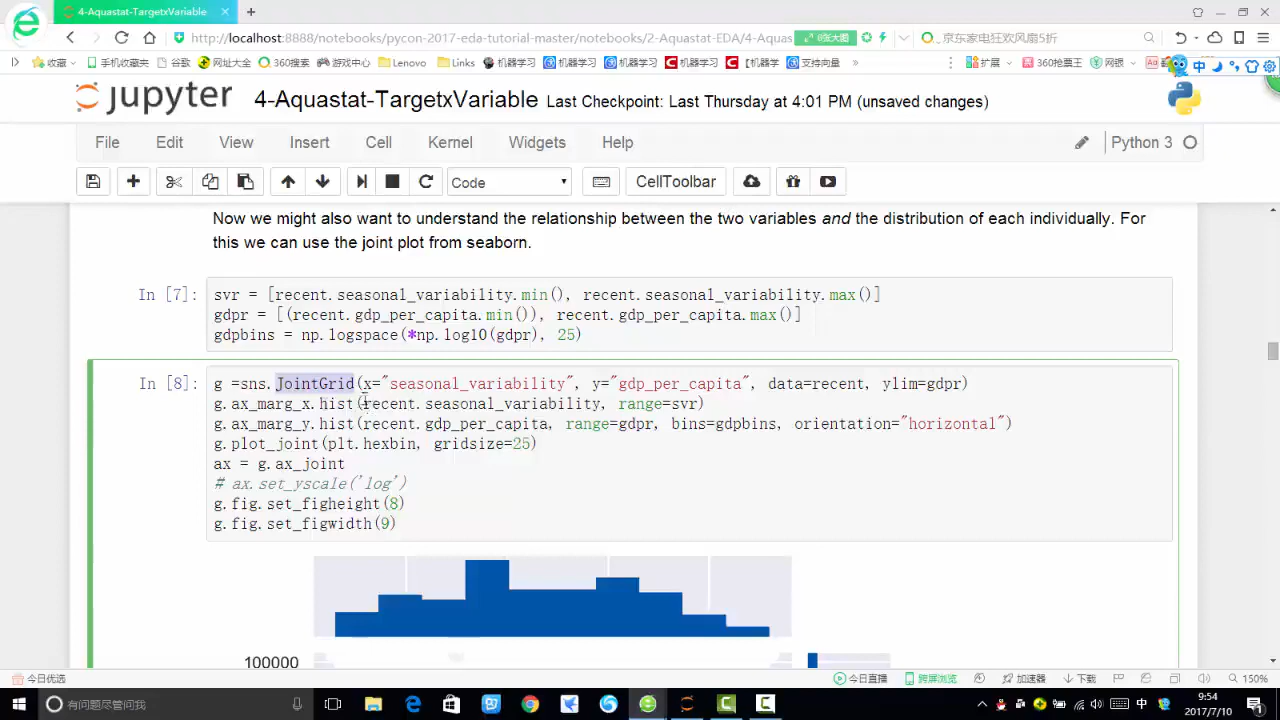 4-Aquastat-TargetxVariable
http://localhost:8888/notebooks/pycon-2017-eda-tutorial-master/notebooks/2-Aquastat-EDA/4-Aquas
6张大图
京东家电狂欢风扇5折
收藏
手机收藏夹
谷歌
网址大全
360搜索
游戏中心
Lenovo
Links
机器学习
机器学习
机器学习
机器学习
【机器学
支持向量
»
扩展
360抢票王
网银
Ad
中
jupyter
4-Aquastat-TargetxVariable Last Checkpoint: Last Thursday at 4:01 PM (unsaved changes)
File Edit View Insert Cell Kernel Widgets Help
Python 3
Code
CellToolbar
Now we might also want to understand the relationship between the two variables and the distribution of each individually. For
this we can use the joint plot from seaborn.
In [7]:
svr = [recent.seasonal_variability.min(), recent.seasonal_variability.max()]
gdpr = [(recent.gdp_per_capita.min()), recent.gdp_per_capita.max()]
gdpbins = np.logspace(*np.log10(gdpr), 25)
In [8]:
g =sns.JointGrid(x="seasonal_variability", y="gdp_per_capita", data=recent, ylim=gdpr)
g.ax_marg_x.hist(recent.seasonal_variability, range=svr)
g.ax_marg_y.hist(recent.gdp_per_capita, range=gdpr, bins=gdpbins, orientation="horizontal")
g.plot_joint(plt.hexbin, gridsize=25)
ax = g.ax_joint
# ax.set_yscale('log')
g.fig.set_figheight(8)
g.fig.set_figwidth(9)
100000
今日优选
今日直播
跨屏浏览
加速器
下载
150%
有问题尽管问我
中
9:54
2017/7/10